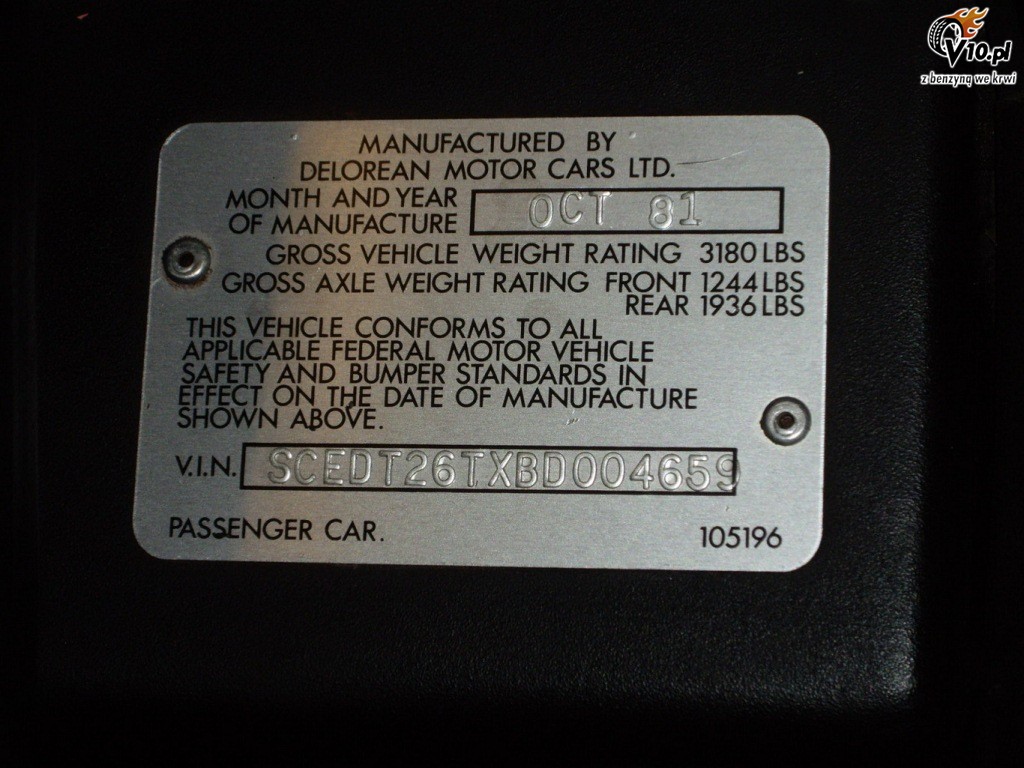 V10.pl
z benzyną we krwi
MANUFACTURED BY
DELOREAN MOTOR CARS LTD.
MONTH AND YEAR
OF MANUFACTURE
OCT 81
GROSS VEHICLE WEIGHT RATING 3180 LBS
GROSS AXLE WEIGHT RATING FRONT 1244 LBS
REAR 1936 LBS
THIS VEHICLE CONFORMS TO ALL
APPLICABLE FEDERAL MOTOR VEHICLE
SAFETY AND BUMPER STANDARDS IN
EFFECT ON THE DATE OF MANUFACTURE
SHOWN ABOVE.
V.I.N. SCEDT26TXBD004659
PASSENGER CAR. 105196